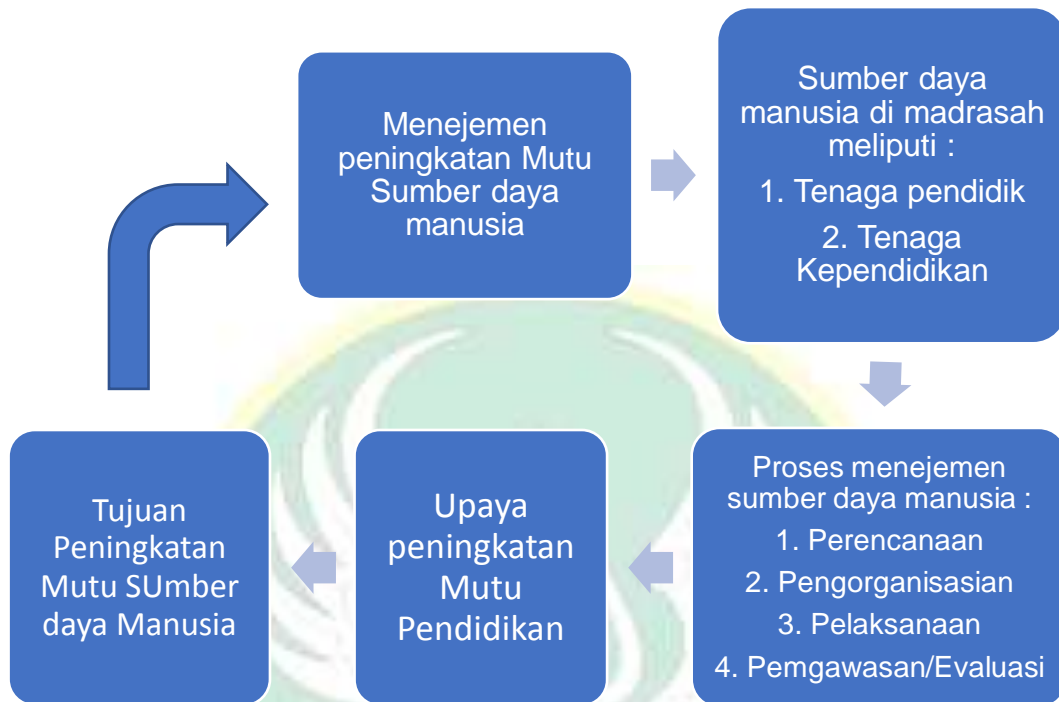 Menejemen
peningkatan Mutu
Sumber daya
manusia
Sumber daya
manusia di madrasah
meliputi :
1. Tenaga pendidik
2. Tenaga
Kependidikan
Proses menejemen
sumber daya manusia :
1. Perencanaan
2. Pengorganisasian
3. Pelaksanaan
4. Pemgawasan/Evaluasi
Upaya
peningkatan
Mutu
Pendidikan
Tujuan
Peningkatan
Mutu SUmber
daya Manusia